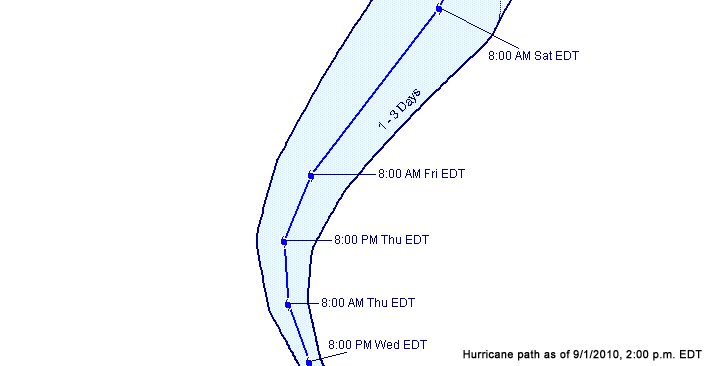 8:00 AM Sat EDT
1 - 3 Days
8:00 AM Fri EDT
8:00 PM Thu EDT
8:00 AM Thu EDT
8:00 PM Wed EDT
Hurricane path as of 9/1/2010, 2:00 p.m. EDT